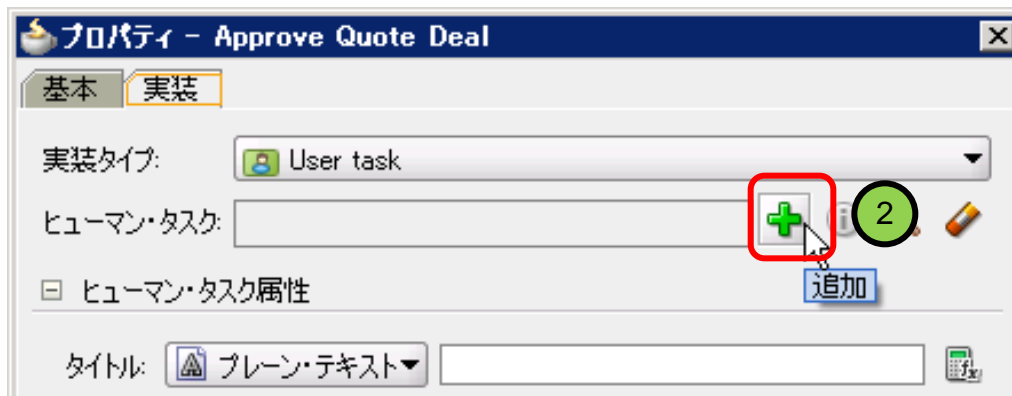 プロパティ - Approve Quote Deal
基本 実装
実装タイプ: User task
ヒューマン・タスク: 2
追加
ヒューマン・タスク属性
タイトル: プレーン・テキスト